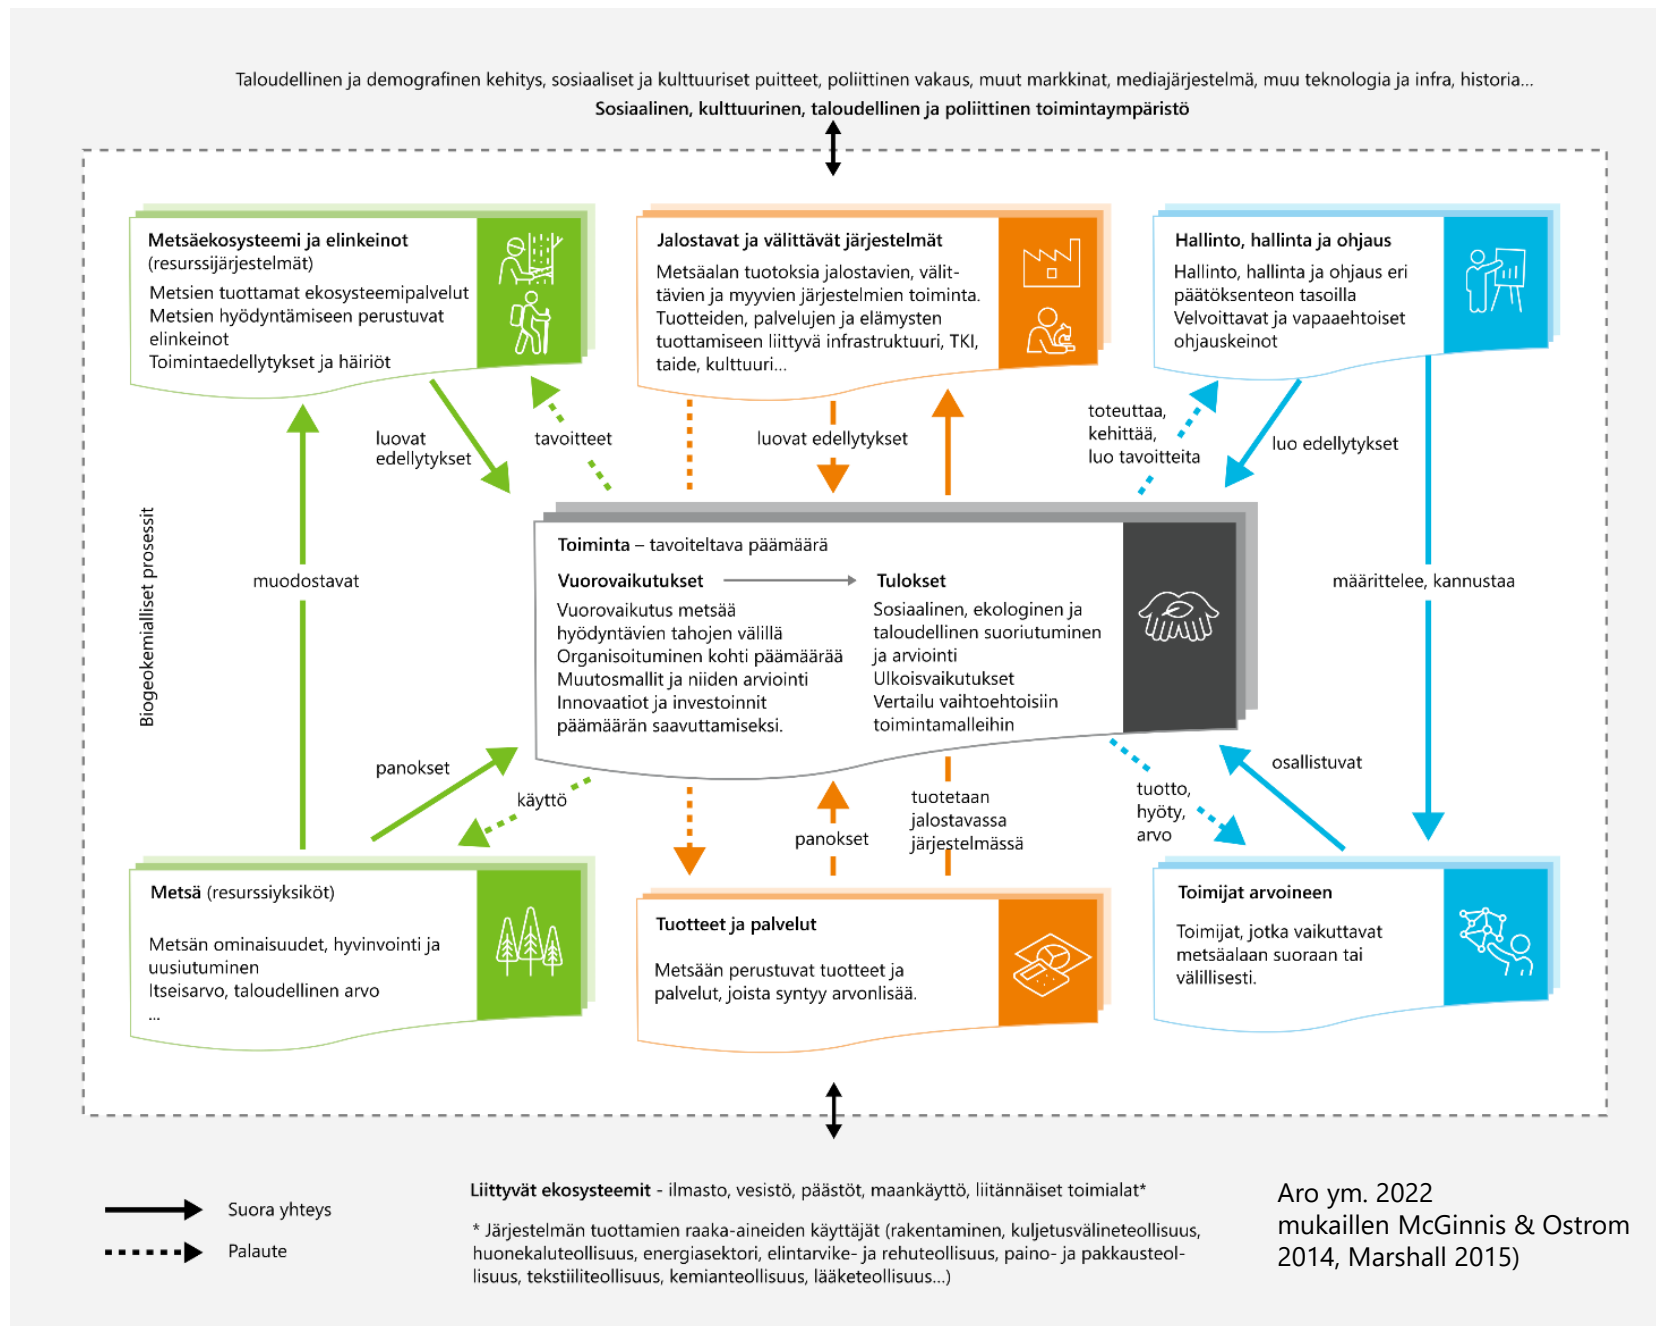 Taloudellinen ja demografinen kehitys, sosiaaliset ja kulttuuriset puitteet, poliittinen vakaus, muut markkinat, mediajärjestelmä, muu teknologia ja infra, historia...
Sosiaalinen, kulttuurinen, taloudellinen ja poliittinen toimintaympäristö
Metsäekosysteemi ja elinkeinot
(resurssijärjestelmät)
Metsien tuottamat ekosysteemipalvelut
Metsien hyödyntämiseen perustuvat
elinkeinot
Toimintaedellytykset ja häiriöt
Jalostavat ja välittävät järjestelmät
Metsäalan tuotoksia jalostavien, välit-
tävien ja myyvien järjestelmien toiminta.
Tuotteiden, palvelujen ja elämysten
tuottamiseen liittyvä infrastruktuuri, TKI,
taide, kulttuuri...
Hallinto, hallinta ja ohjaus
Hallinto, hallinta ja ohjaus eri
päätöksenteon tasoilla
Velvoittavat ja vapaaehtoiset
ohjauskeinot
luovat
edellytykset
tavoitteet
luovat edellytykset
toteuttaa,
kehittää,
luo tavoitteita
luo edellytykset
Biogeokemialliset prosessit
muodostavat
Toiminta – tavoiteltava päämäärä
Vuorovaikutukset
Vuorovaikutus metsää
hyödyntävien tahojen välillä
Organisoituminen kohti päämäärää
Muutosmallit ja niiden arviointi
Innovaatiot ja investoinnit
päämäärän saavuttamiseksi.
Tulokset
Sosiaalinen, ekologinen ja
taloudellinen suoriutuminen
ja arviointi
Ulkoisvaikutukset
Vertailu vaihtoehtoisiin
toimintamalleihin
määrittelee, kannustaa
panokset
käyttö
panokset
tuotetaan
jalostavassa
järjestelmässä
tuotto,
hyöty,
arvo
osallistuvat
Metsä (resurssiyksiköt)
Metsän ominaisuudet, hyvinvointi ja
uusiutuminen
Itseisarvo, taloudellinen arvo
...
Tuotteet ja palvelut
Metsään perustuvat tuotteet ja
palvelut, joista syntyy arvonlisää.
Toimijat arvoineen
Toimijat, jotka vaikuttavat
metsäalaan suoraan tai
välillisesti.
Suora yhteys
Palaute
Liittyvät ekosysteemit - ilmasto, vesistö, päästöt, maankäyttö, liitännäiset toimialat*
* Järjestelmän tuottamien raaka-aineiden käyttäjät (rakentaminen, kuljetusvälineteollisuus,
huonekaluteollisuus, energiasektori, elintarvike- ja rehuteollisuus, paino- ja pakkausteol-
lisuus, tekstiiliteollisuus, kemianteollisuus, lääketeollisuus...)
Aro ym. 2022
mukaillen McGinnis & Ostrom
2014, Marshall 2015)